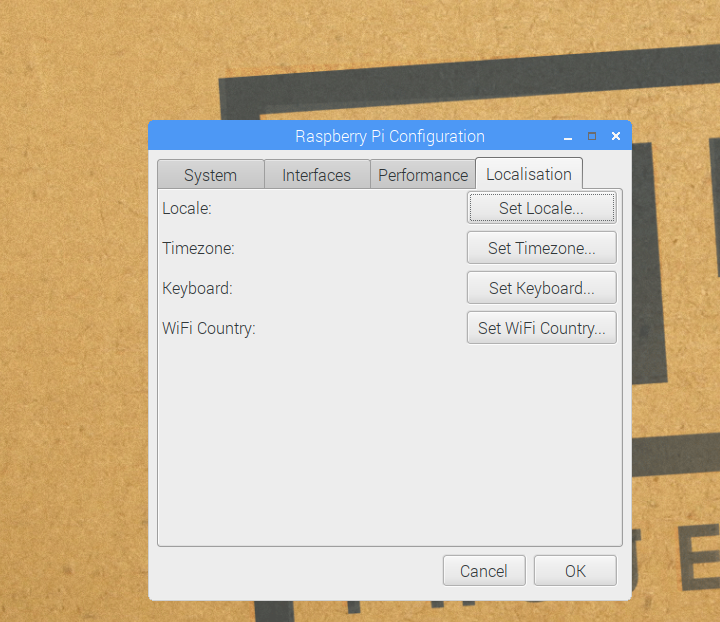 Raspberry Pi Configuration
System Interfaces Performance Localisation
Locale: Set Locale...
Timezone: Set Timezone...
Keyboard: Set Keyboard...
WiFi Country: Set WiFi Country...
Cancel OK